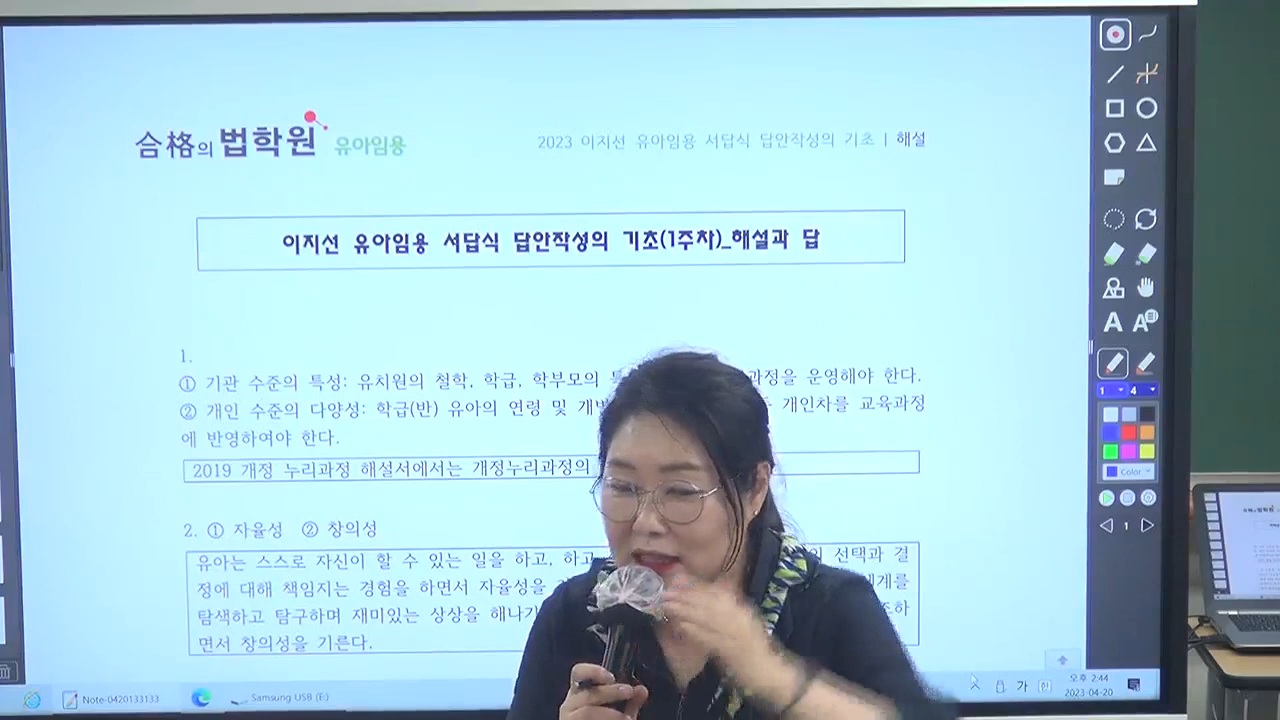 合格의 법학원 유아임용
2023 이지선 유아임용 서답식 답안작성의 기초 | 해설
이지선 유아임용 서답식 답안작성의 기초(1주차)_해설과 답
1.
① 기관 수준의 특성: 유치원의 철학, 학급, 학부모의 과정을 운영해야 한다.
② 개인 수준의 다양성: 학급(반) 유아의 연령 및 개인차를 교육과정
에 반영하여야 한다.
2019 개정 누리과정 해설서에서는 개정누리과정의
2. ① 자율성 ② 창의성
유아는 스스로 자신이 할 수 있는 일을 하고, 하고 선택과 결
정에 대해 책임지는 경험을 하면서 자율성을
탐색하고 탐구하며 재미있는 상상을 해나가
면서 창의성을 기른다.
A A
1 4
Color
1
Note-0420133133
Samsung USB (E:)
가
오후 2:44
2023-04-20